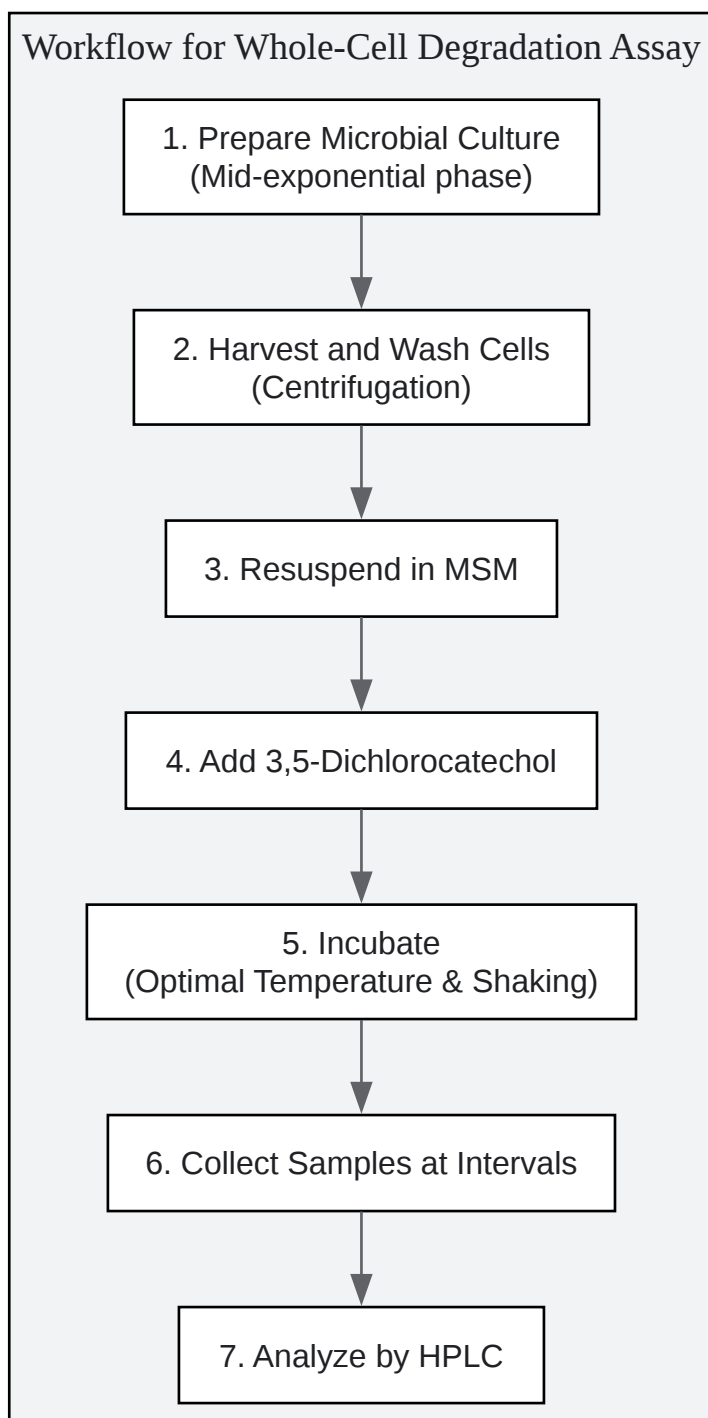 Workflow for Whole-Cell Degradation Assay
1. Prepare Microbial Culture
(Mid-exponential phase)
2. Harvest and Wash Cells
(Centrifugation)
3. Resuspend in MSM
4. Add 3,5-Dichlorocatechol
5. Incubate
(Optimal Temperature & Shaking)
6. Collect Samples at Intervals
7. Analyze by HPLC